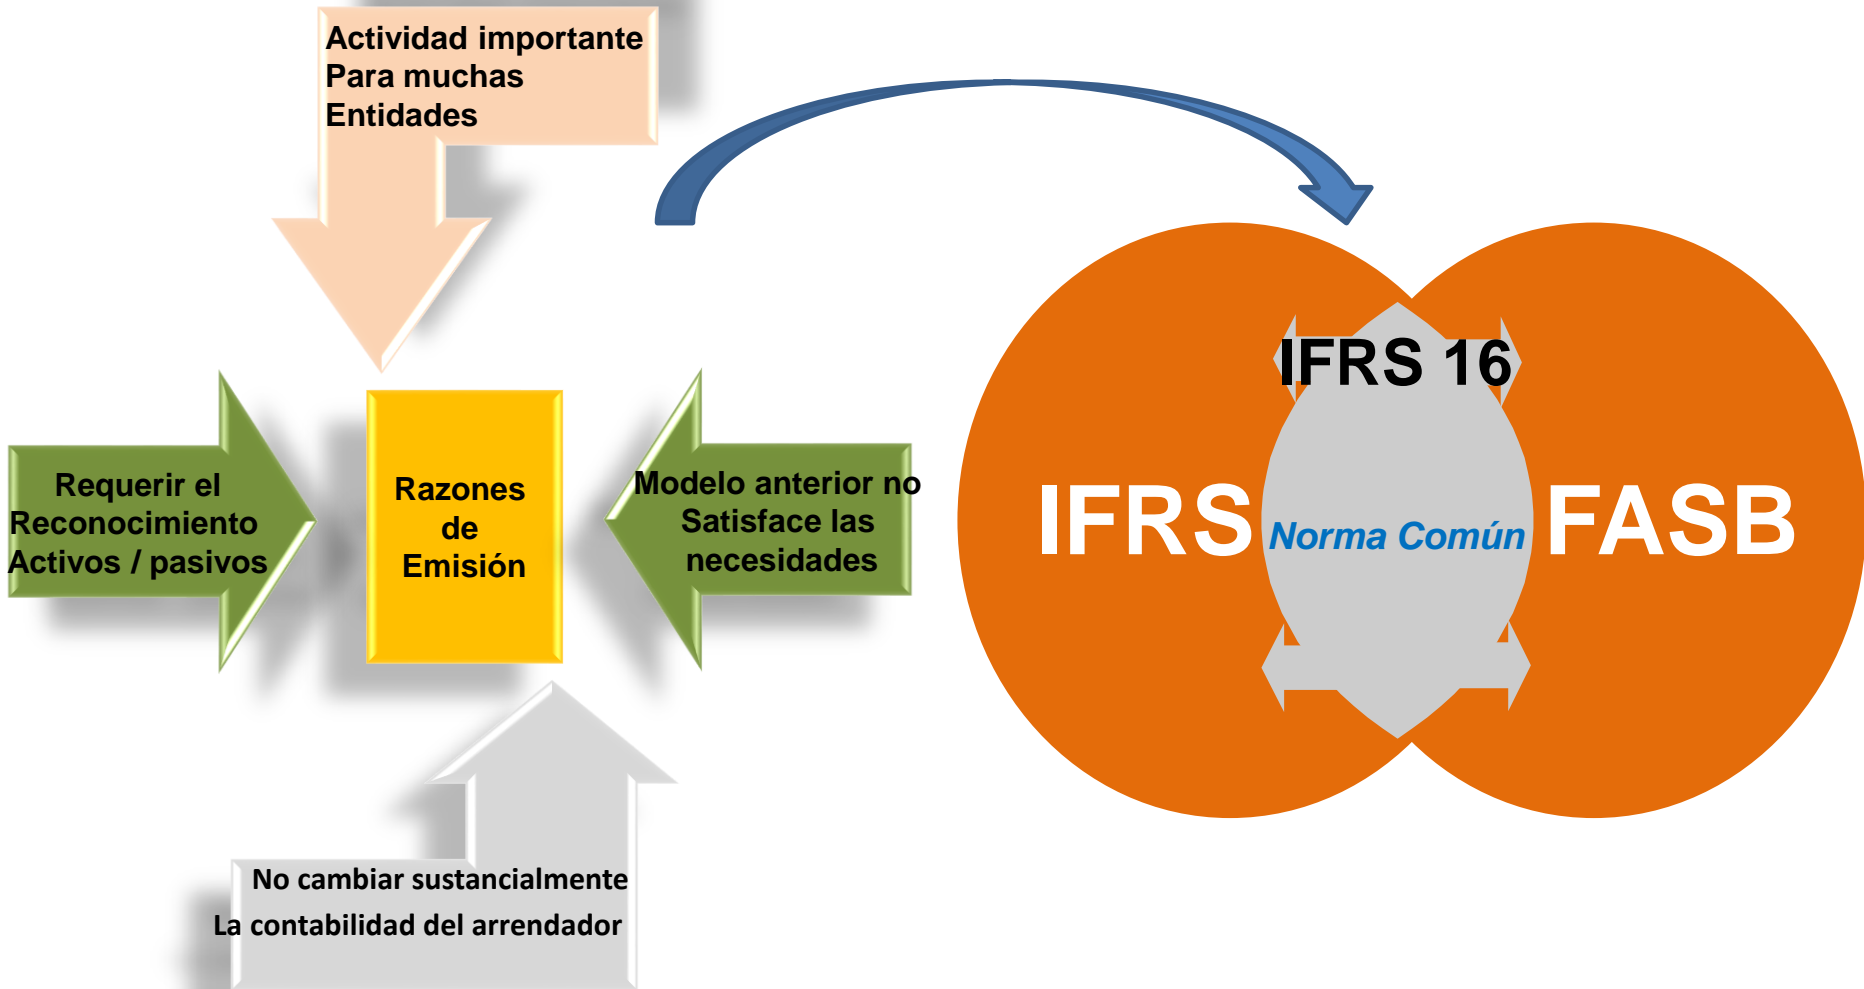 Actividad importante
Para muchas
Entidades
Requerir el
Reconocimiento
Activos / pasivos
Razones
de
Emisión
Modelo anterior no
Satisface las
necesidades
No cambiar sustancialmente
La contabilidad del arrendador
IFRS 16
IFRS
Norma Común
FASB